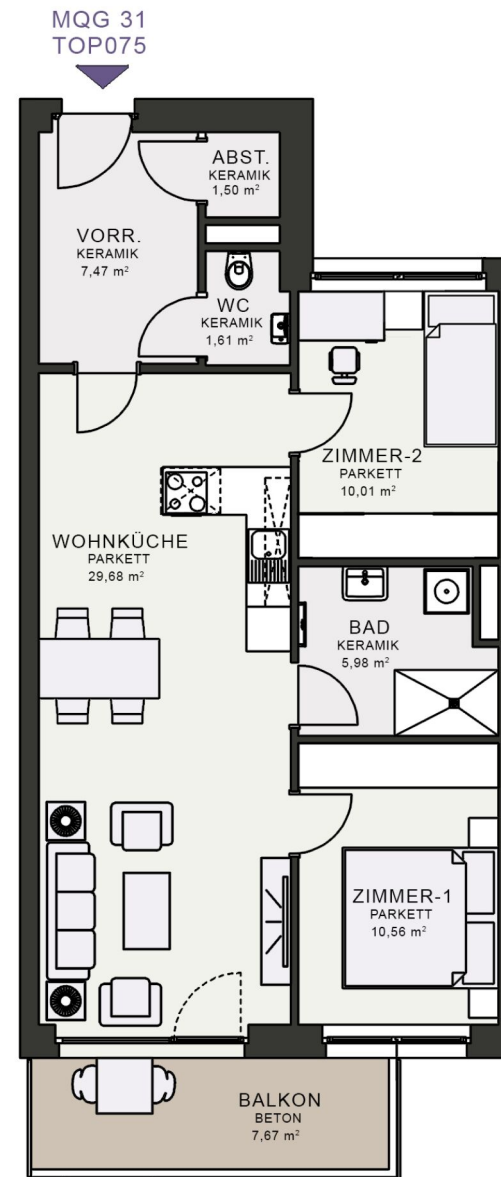 MQG 31
TOP075
ABST.
KERAMIK
1,50 m²
VORR.
KERAMIK
7,47 m²
WC
KERAMIK
1,61 m²
ZIMMER-2
PARKETT
10,01 m²
WOHNKÜCHE
PARKETT
29,68 m²
BAD
KERAMIK
5,98 m²
ZIMMER-1
PARKETT
10,56 m²
BALKON
BETON
7,67 m²